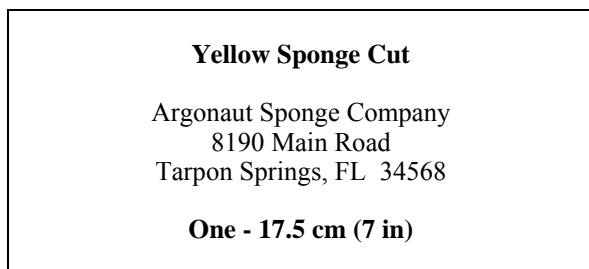 Yellow Sponge Cut
Argonaut Sponge Company
8190 Main Road
Tarpon Springs, FL  34568
One - 17.5 cm (7 in)